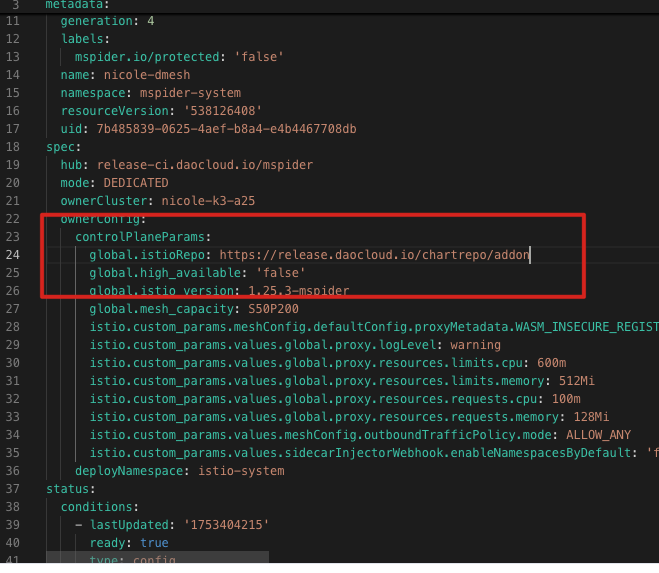 3 metadata:
11 generation: 4
12 labels:
13 mspider.io/protected: 'false'
14 name: nicole-dmesh
15 namespace: mspider-system
16 resourceVersion: '538126408'
17 uid: 7b485839-0625-4aef-b8a4-e4b4467708db
18 spec:
19 hub: release-ci.daocloud.io/mspider
20 mode: DEDICATED
21 ownerCluster: nicole-k3-a25
22 ownerConfig:
23 controlPlaneParams:
24 global.istioRepo: https://release.daocloud.io/chartrepo/addon
25 global.high_available: 'false'
26 global.istio_version: 1.25.3-mspider
27 global.mesh_capacity: S50P200
28 istio.custom_params.meshConfig.defaultConfig.proxyMetadata.WASM_INSECURE_REGIST
29 istio.custom_params.values.global.proxy.logLevel: warning
30 istio.custom_params.values.global.proxy.resources.limits.cpu: 600m
31 istio.custom_params.values.global.proxy.resources.limits.memory: 512Mi
32 istio.custom_params.values.global.proxy.resources.requests.cpu: 100m
33 istio.custom_params.values.global.proxy.resources.requests.memory: 128Mi
34 istio.custom_params.values.meshConfig.outboundTrafficPolicy.mode: ALLOW_ANY
35 istio.custom_params.values.sidecarInjectorWebhook.enableNamespacesByDefault: 'f
36 deployNamespace: istio-system
37 status:
38 conditions:
39 - lastUpdated: '1753404215'
40 ready: true
41 type: config